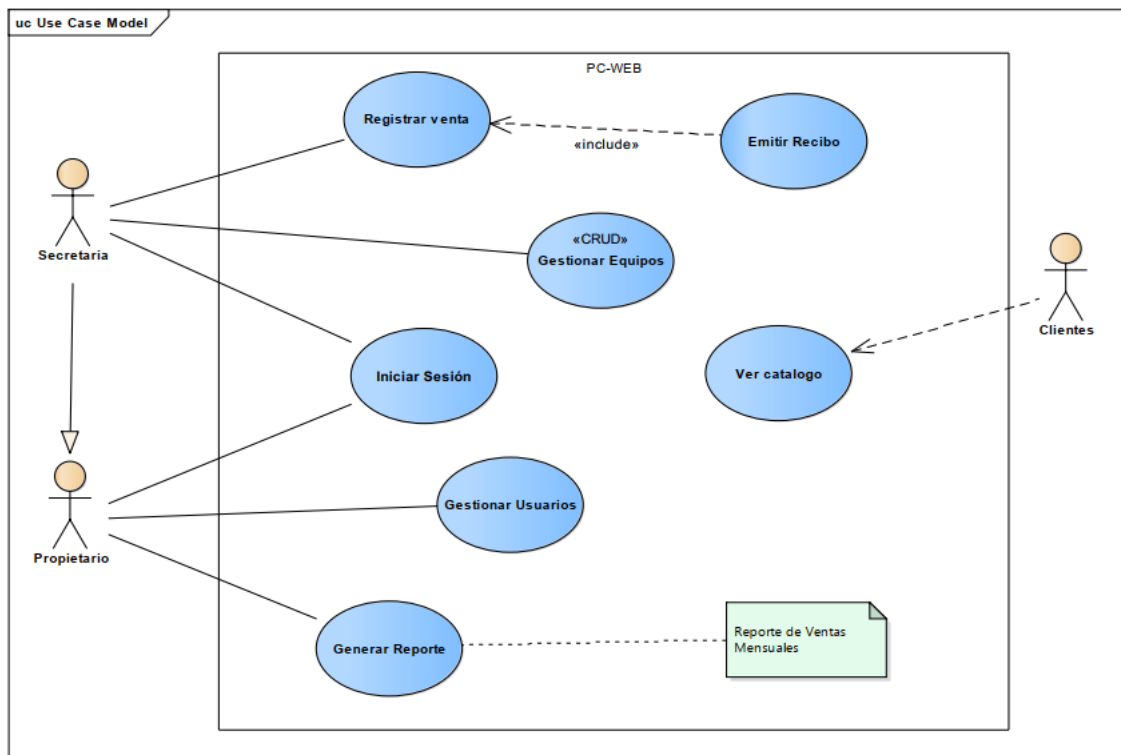 uc Use Case Model
PC-WEB
Registrar venta
«include»
Emitir Recibo
Secretaria
«CRUD»
Gestionar Equipos
Clientes
Iniciar Sesión
Ver catalogo
Gestionar Usuarios
Propietario
Generar Reporte
Reporte de Ventas
Mensuales